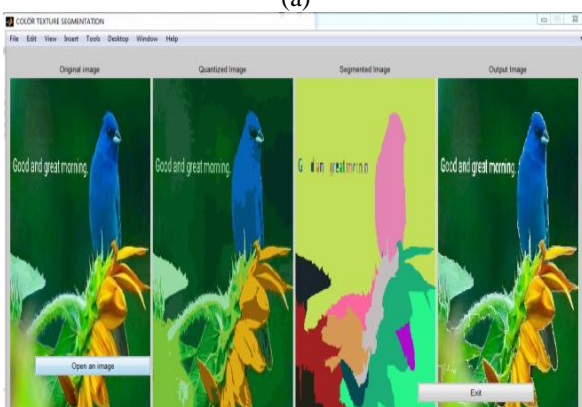 (a)
COLOR TEXTURE SEGMENTATION
File Edit View Insert Tools Desktop Window Help
Original image Quantized Image Segmented Image Output Image
Good and great morning. Good and great morning. G d an great mornin Good and great morning.
Open an image
Exit